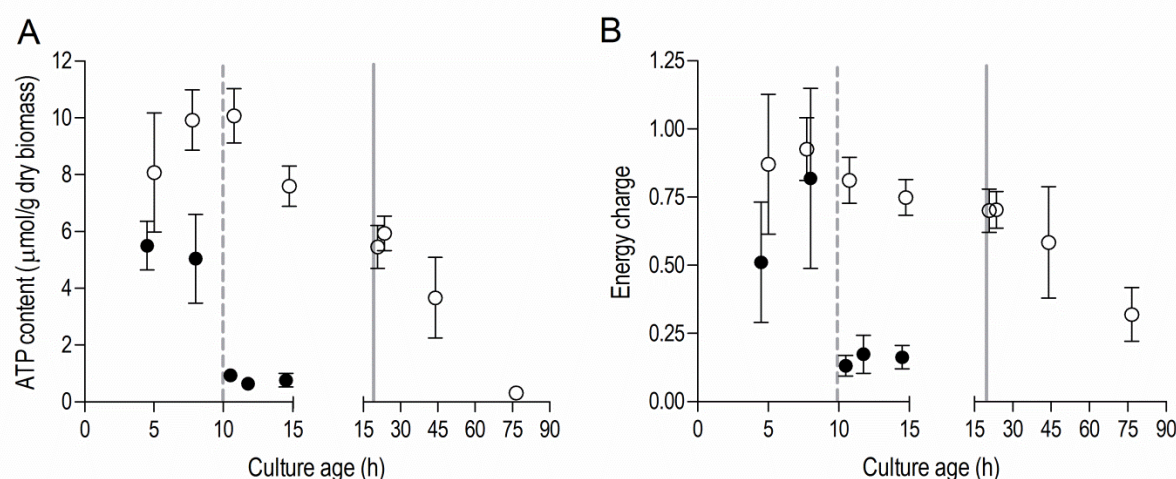 A
ATP content (μmol/g dry biomass)
12
10
8
6
4
2
0
0 5 10 15 15 30 45 60 75 90
Culture age (h)
B
Energy charge
1.25
1.00
0.75
0.50
0.25
0.00
0 5 10 15 15 30 45 60 75 90
Culture age (h)